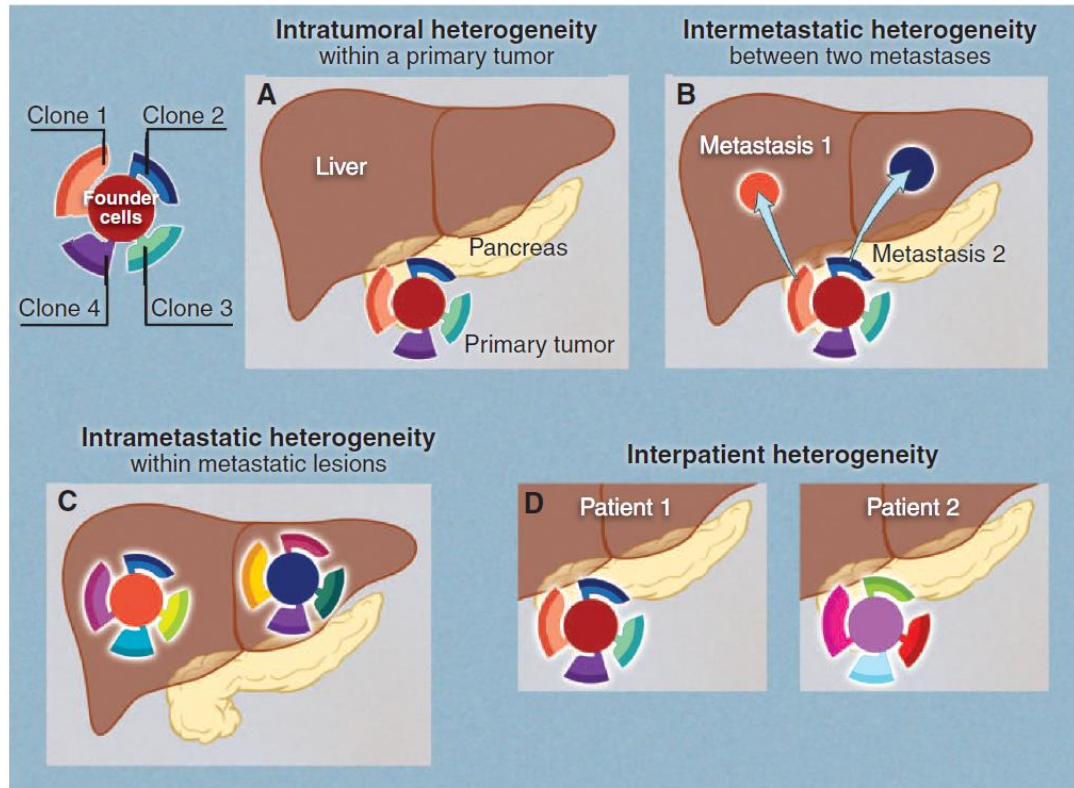 Intratumoral heterogeneity
within a primary tumor
Intermetastatic heterogeneity
between two metastases
Clone 1
Clone 2
Founder
cells
Clone 4
Clone 3
A
Liver
Pancreas
Primary tumor
B
Metastasis 1
Metastasis 2
Intrametastatic heterogeneity
within metastatic lesions
Interpatient heterogeneity
C
D
Patient 1
Patient 2